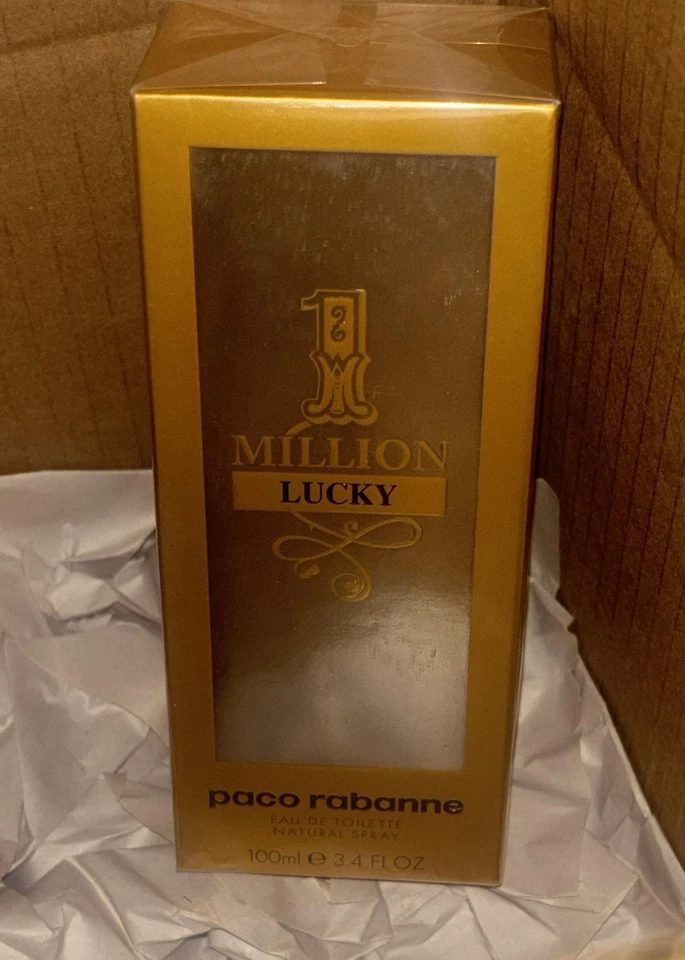 1
MILLION
LUCKY
paco rabanne
EAU DE TOILETTE
NATURAL SPRAY
100ml ℮ 3.4 FL OZ